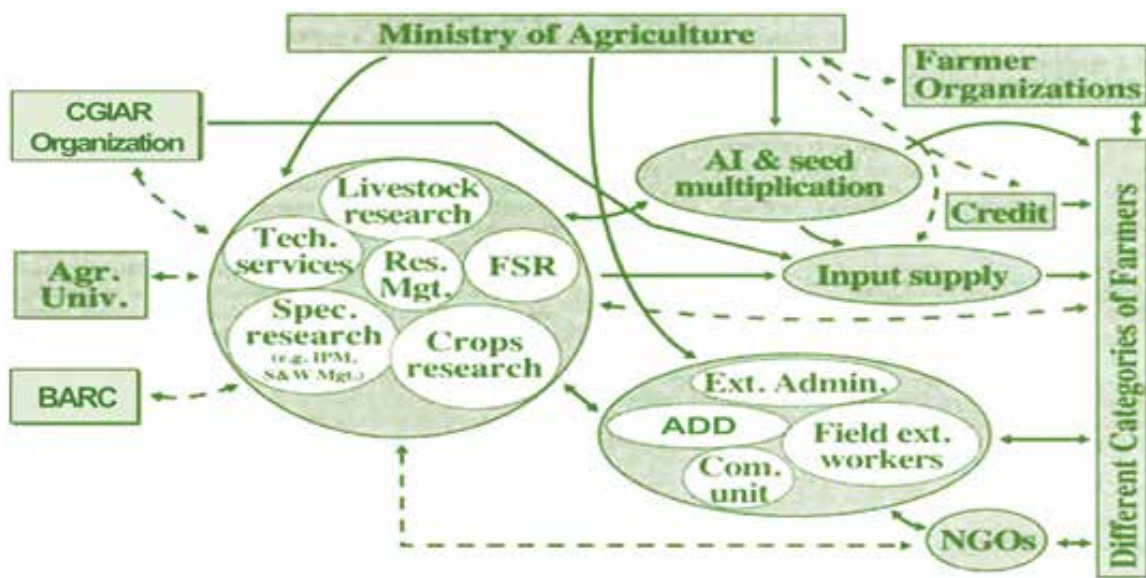 Ministry of Agriculture
Farmer
Organizations
CGIAR
Organization
AI & seed
multiplication
Livestock
research
Credit
Tech.
services
Res.
Mgt.
FSR
Agr.
Univ.
Input supply
Spec.
research
(e.g. IPM,
S&W Mgt.)
Crops
research
BARC
Ext. Admin.
ADD
Field ext.
workers
Com.
unit
NGOs
Different Categories of Farmers